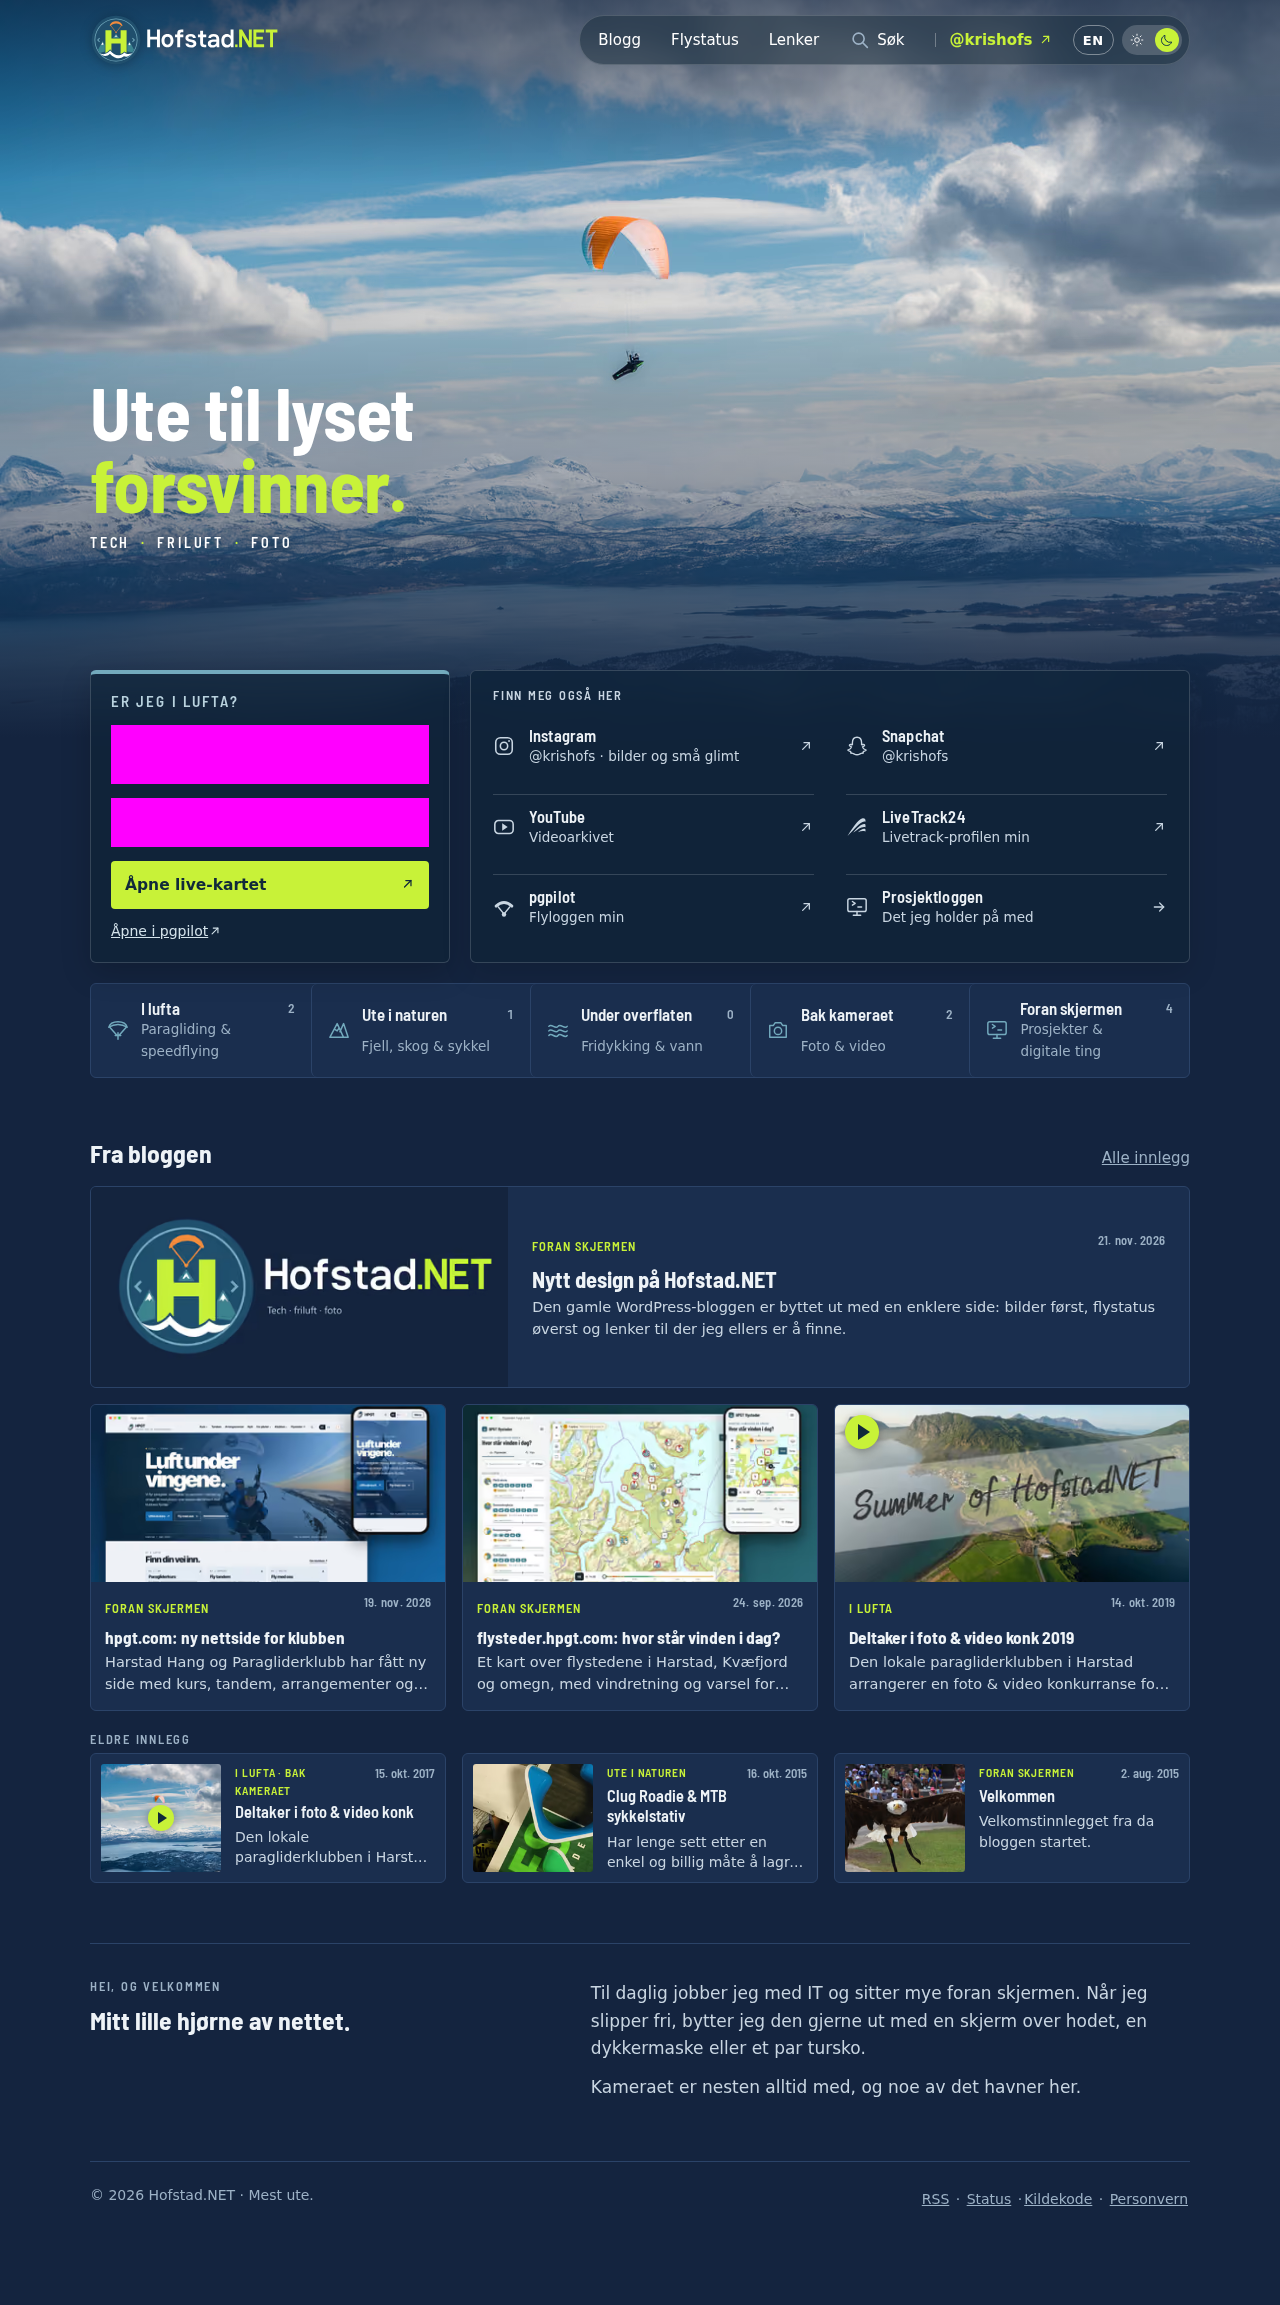 Hofstad.NET
Blogg Flystatus Lenker Søk @krishofs ↗ EN
Ute til lyset
forsvinner.
TECH · FRILUFT · FOTO
ER JEG I LUFTA?
Åpne live-kartet ↗
Åpne i pgpilot ↗
FINN MEG OGSÅ HER
Instagram
@krishofs · bilder og små glimt ↗
Snapchat
@krishofs ↗
YouTube
Videoarkivet ↗
LiveTrack24
Livetrack-profilen min ↗
pgpilot
Flyloggen min ↗
Prosjektloggen
Det jeg holder på med →
I lufta 2
Paragliding &
speedflying
Ute i naturen 1
Fjell, skog & sykkel
Under overflaten 0
Fridykking & vann
Bak kameraet 2
Foto & video
Foran skjermen 4
Prosjekter &
digitale ting
Fra bloggen
Alle innlegg
Hofstad.NET
Tech · friluft · foto
FORAN SKJERMEN 21. nov. 2026
Nytt design på Hofstad.NET
Den gamle WordPress-bloggen er byttet ut med en enklere side: bilder først, flystatus
øverst og lenker til der jeg ellers er å finne.
Luft under
vingene.
Finn din vei inn.
Luft under
vingene.
FORAN SKJERMEN 19. nov. 2026
hpgt.com: ny nettside for klubben
Harstad Hang og Paragliderklubb har fått ny
side med kurs, tandem, arrangementer og…
Hvor står vinden i dag?
Hvor står vinden i dag?
FORAN SKJERMEN 24. sep. 2026
flysteder.hpgt.com: hvor står vinden i dag?
Et kart over flystedene i Harstad, Kvæfjord
og omegn, med vindretning og varsel for…
Summer of HofstadNET
I LUFTA 14. okt. 2019
Deltaker i foto & video konk 2019
Den lokale paragliderklubben i Harstad
arrangerer en foto & video konkurranse fo…
ELDRE INNLEGG
I LUFTA · BAK
KAMERAET 15. okt. 2017
Deltaker i foto & video konk
Den lokale
paragliderklubben i Harst…
UTE I NATUREN 16. okt. 2015
Clug Roadie & MTB
sykkelstativ
Har lenge sett etter en
enkel og billig måte å lagr…
FORAN SKJERMEN 2. aug. 2015
Velkommen
Velkomstinnlegget fra da
bloggen startet.
HEI, OG VELKOMMEN
Mitt lille hjørne av nettet.
Til daglig jobber jeg med IT og sitter mye foran skjermen. Når jeg
slipper fri, bytter jeg den gjerne ut med en skjerm over hodet, en
dykkermaske eller et par tursko.
Kameraet er nesten alltid med, og noe av det havner her.
© 2026 Hofstad.NET · Mest ute.
RSS · Status · Kildekode · Personvern